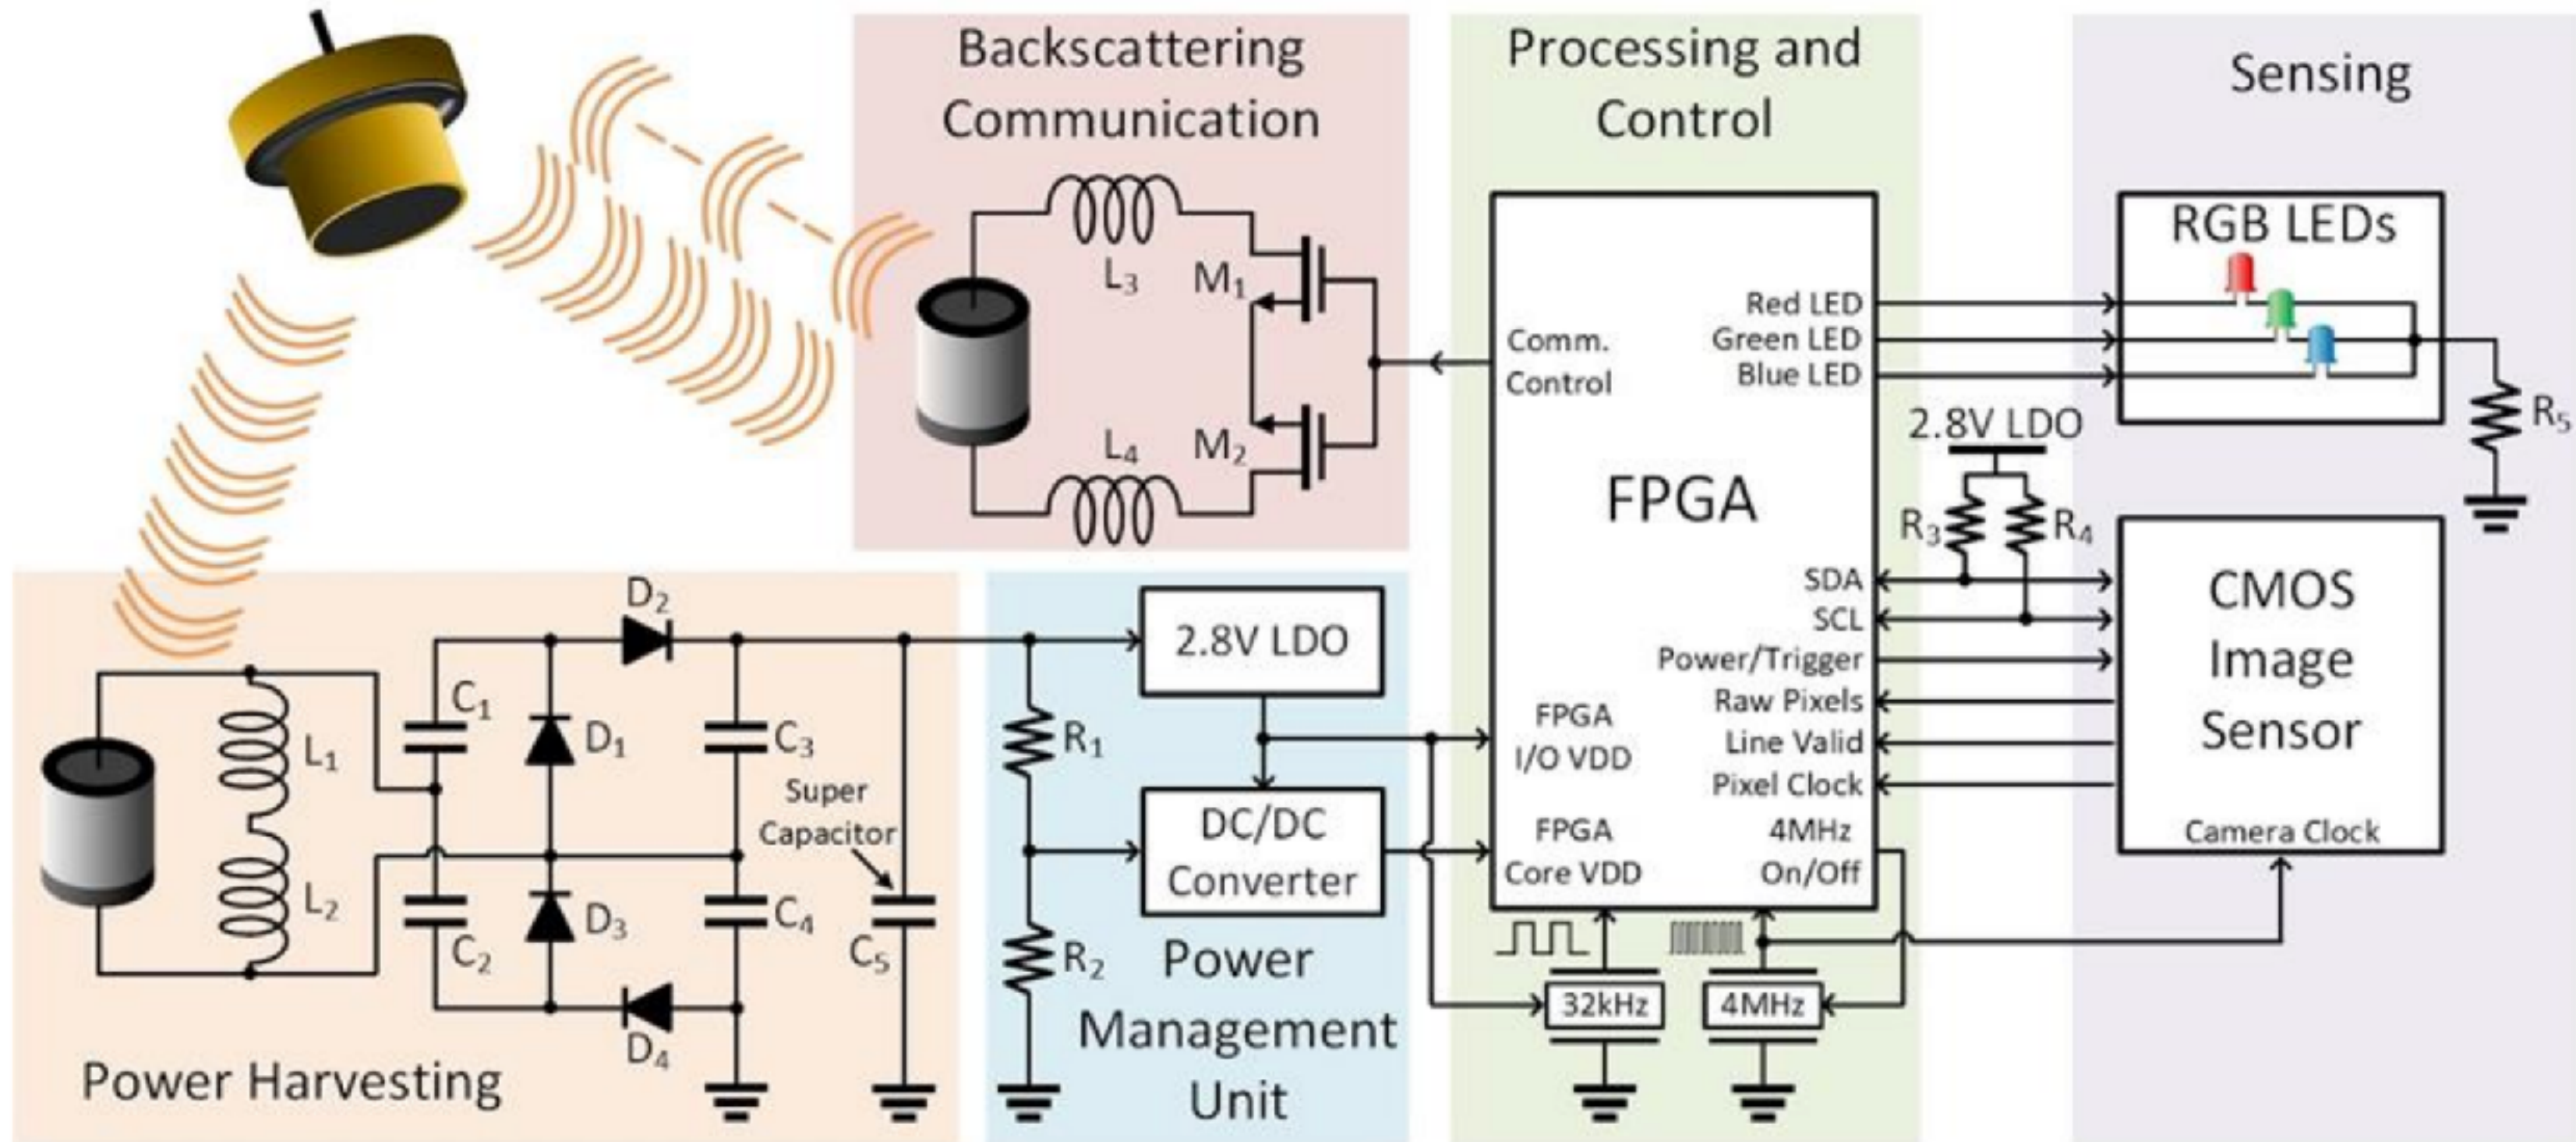 Backscattering
Communication
L3
M1
L4
M2
Processing and
Control
Comm.
Control
Red LED
Green LED
Blue LED
FPGA
SDA
SCL
Power/Trigger
Raw Pixels
Line Valid
Pixel Clock
FPGA
I/O VDD
FPGA
Core VDD
4MHz
On/Off
32kHz
4MHz
Sensing
RGB LEDs
R5
2.8V LDO
R3
R4
CMOS
Image
Sensor
Camera Clock
D2
C1
L1
D1
C3
Super
Capacitor
L2
C2
D3
C4
C5
D4
Power Harvesting
2.8V LDO
R1
DC/DC
Converter
R2
Power
Management
Unit